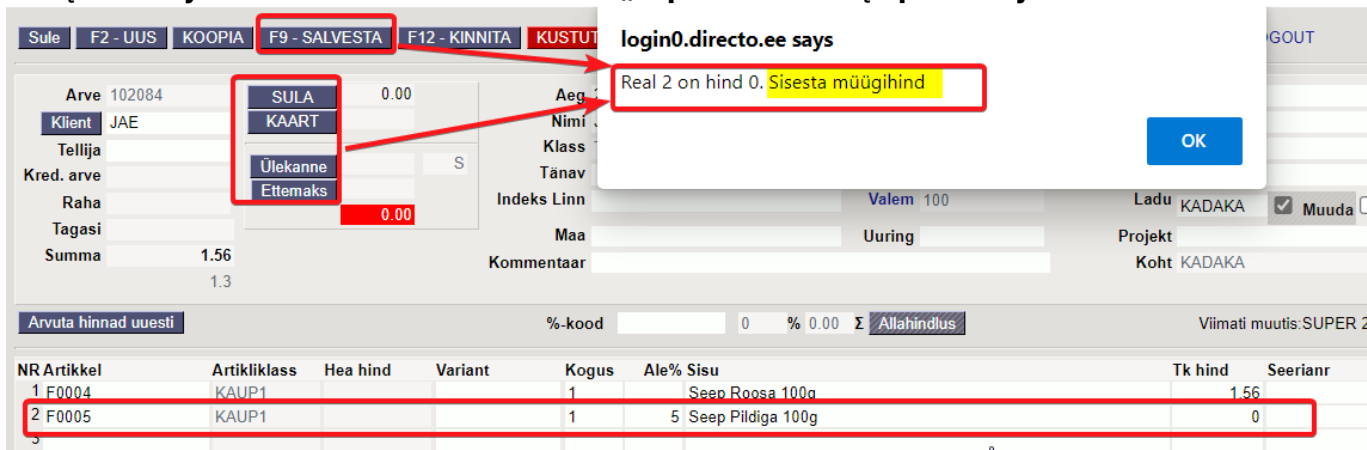 Sule F2 - UUS KOOPIA F9 - SALVESTA F12 - KINNITA KUSTUT
login0.directo.ee says
GOUT
Real 2 on hind 0. Sisesta müügihind
OK
Arve 102084 SULA 0.00 Aeg
Klient JAE KAART Nimi
Tellija Klass
Kred. arve Ülekanne S Tänav
Raha Ettemaks Indeks Linn Valem 100 Ladu KADAKA Muuda
0.00
Tagasi Maa Uuring Projekt
Summa 1.56 Kommentaar Koht KADAKA
1.3
Arvuta hinnad uuesti %-kood 0 % 0.00 Σ Allahindlus Viimati muutis:SUPER 2
NR Artikkel Artikliklass Hea hind Variant Kogus Ale% Sisu Tk hind Seerianr
1 F0004 KAUP1 1 Seep Roosa 100g 1.56
2 F0005 KAUP1 1 5 Seep Pildiga 100g 0
3